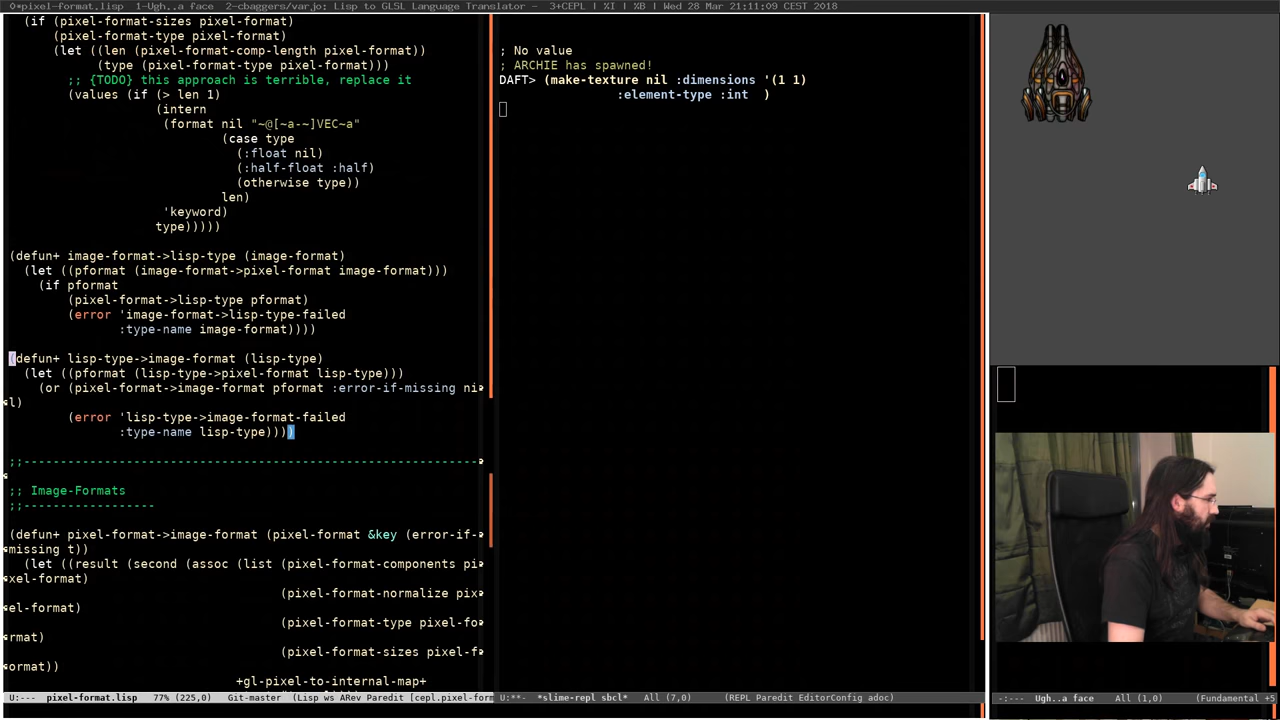 0*pixel-format.lisp  1-Ugh..a face  2-cbaggers/varjo: Lisp to GLSL Language Translator -  3+CEPL | %I | %B | Wed 28 Mar 21:11:09 CEST 2018
(if (pixel-format-sizes pixel-format)
(pixel-format-type pixel-format)
(let ((len (pixel-format-comp-length pixel-format))
(type (pixel-format-type pixel-format)))
;; {TODO} this approach is terrible, replace it
(values (if (> len 1)
(intern
(format nil "~@[~a-~]VEC~a"
(case type
(:float nil)
(:half-float :half)
(otherwise type))
len)
'keyword)
type)))))
(defun+ image-format->lisp-type (image-format)
(let ((pformat (image-format->pixel-format image-format)))
(if pformat
(pixel-format->lisp-type pformat)
(error 'image-format->lisp-type-failed
:type-name image-format))))
(defun+ lisp-type->image-format (lisp-type)
(let ((pformat (lisp-type->pixel-format lisp-type)))
(or (pixel-format->image-format pformat :error-if-missing ni
l)
(error 'lisp-type->image-format-failed
:type-name lisp-type))))
;;--------------------------------------------------------------
;; Image-Formats
;;------------------
(defun+ pixel-format->image-format (pixel-format &key (error-if-
missing t))
(let ((result (second (assoc (list (pixel-format-components pi
xel-format)
(pixel-format-normalize pix
el-format)
(pixel-format-type pixel-fo
rmat)
(pixel-format-sizes pixel-f
ormat))
+gl-pixel-to-internal-map+
U:---  pixel-format.lisp   77% (225,0)   Git-master  (Lisp ws ARev Paredit [cepl.pixel-form
; No value
; ARCHIE has spawned!
DAFT> (make-texture nil :dimensions '(1 1)
:element-type :int  )
U:**-  *slime-repl sbcl*   All (7,0)     (REPL Paredit EditorConfig adoc)
-:---  Ugh..a face    All (1,0)     (Fundamental +5